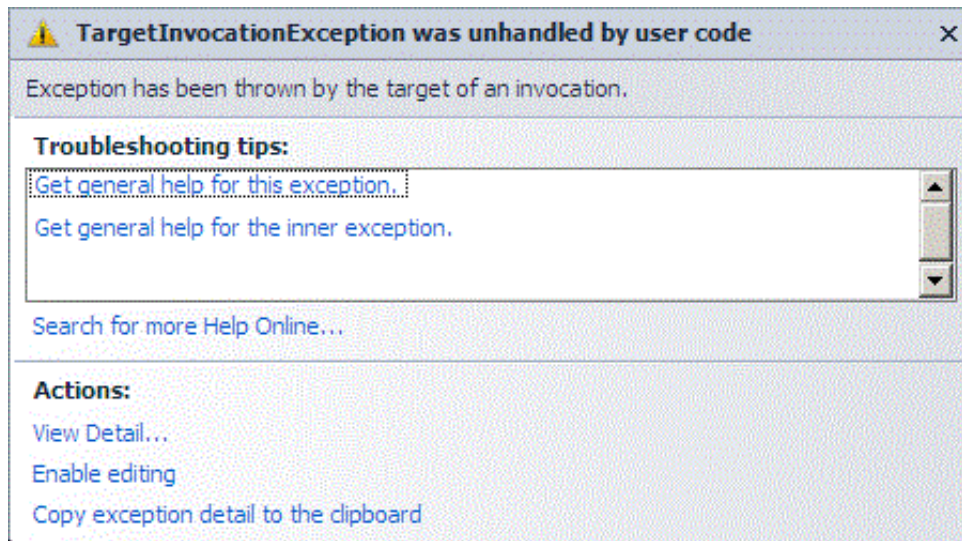 TargetInvocationException was unhandled by user code
Exception has been thrown by the target of an invocation.
Troubleshooting tips:
Get general help for this exception.
Get general help for the inner exception.
Search for more Help Online...
Actions:
View Detail...
Enable editing
Copy exception detail to the clipboard